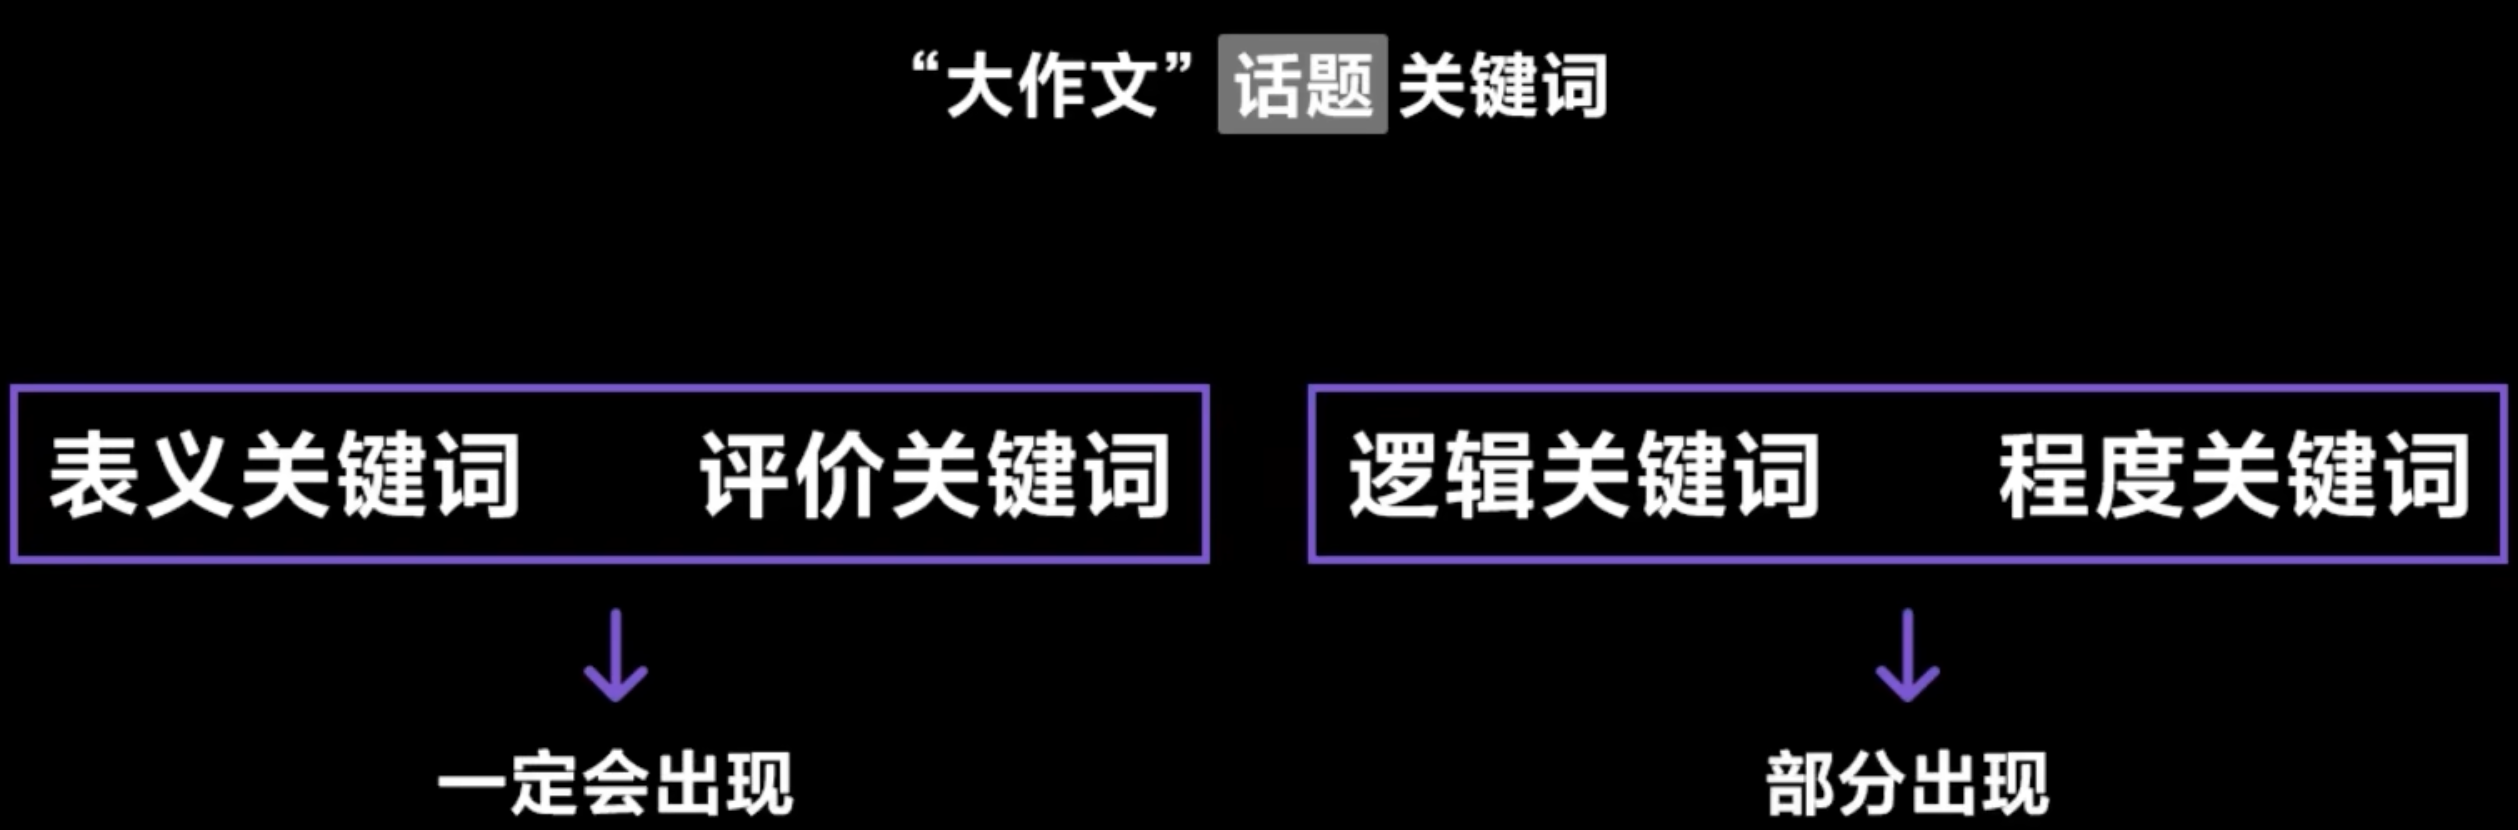 “大作文”话题关键词
表义关键词 评价关键词 逻辑关键词 程度关键词
一定会出现 部分出现